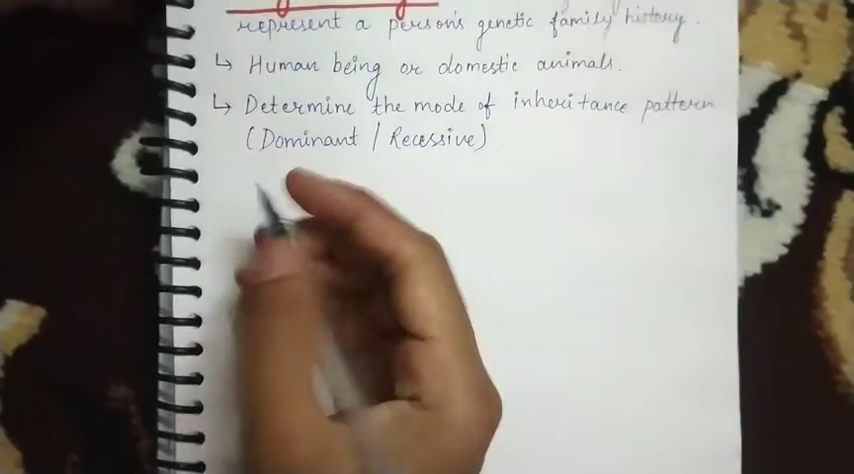 represent a person's genetic family history.
↳ Human being or domestic animals.
↳ Determine the mode of inheritance pattern
(Dominant / Recessive)